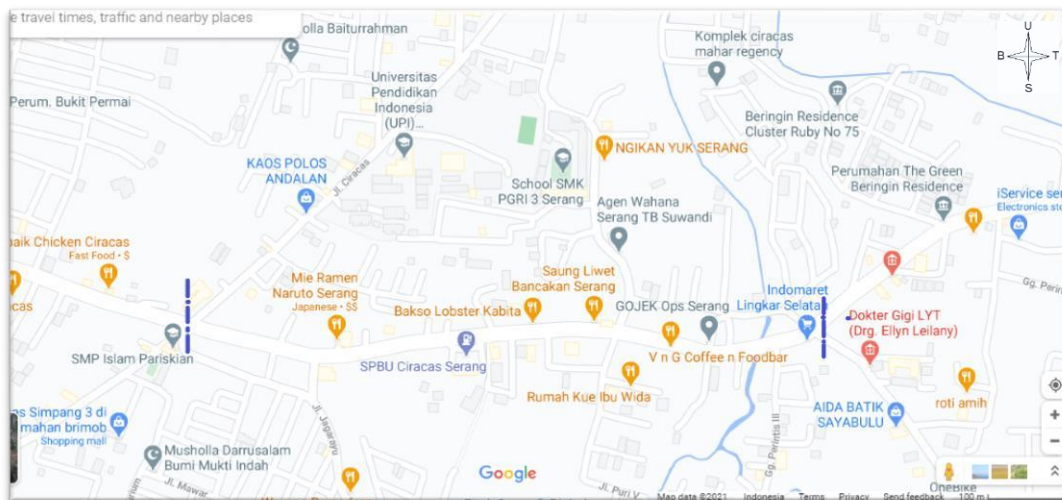 e travel times, traffic and nearby places
olla Baiturrahman
Perum. Bukit Permai
Universitas
Pendidikan
Indonesia
(UPI)...
Komplek ciracas
mahar regency
U
B
T
S
KAOS POLOS
ANDALAN
Jl. Ciracas
School SMK
PGRI 3 Serang
NGIKAN YUK SERANG
Beringin Residence
Cluster Ruby No 75
Perumahan The Green
Beringin Residence
iService ser
Electronics sto
Agen Wahana
Serang TB Suwandi
aik Chicken Ciracas
Fast Food • $
cas
Mie Ramen
Naruto Serang
Japanese • $$
Saung Liwet
Bancakan Serang
Bakso Lobster Kabita
GOJEK Ops Serang
Indomaret
Lingkar Selatan
Gg. Perintis
Dokter Gigi LYT
(Drg. Ellyn Leilany)
SMP Islam Pariskian
SPBU Ciracas Serang
V n G Coffee n Foodbar
Rumah Kue Ibu Wida
roti amih
Jl. Jagarayu
Gg. Perintis III
AIDA BATIK
SAYABULU
os Simpang 3 di
mahan brimob
Shopping mall
Musholla Darrusalam
Bumi Mukti Indah
Jl. Mawar
Google
Jl. Puri V
OneBike
Map data ©2021 Indonesia Terms Privacy Send feedback 100 m